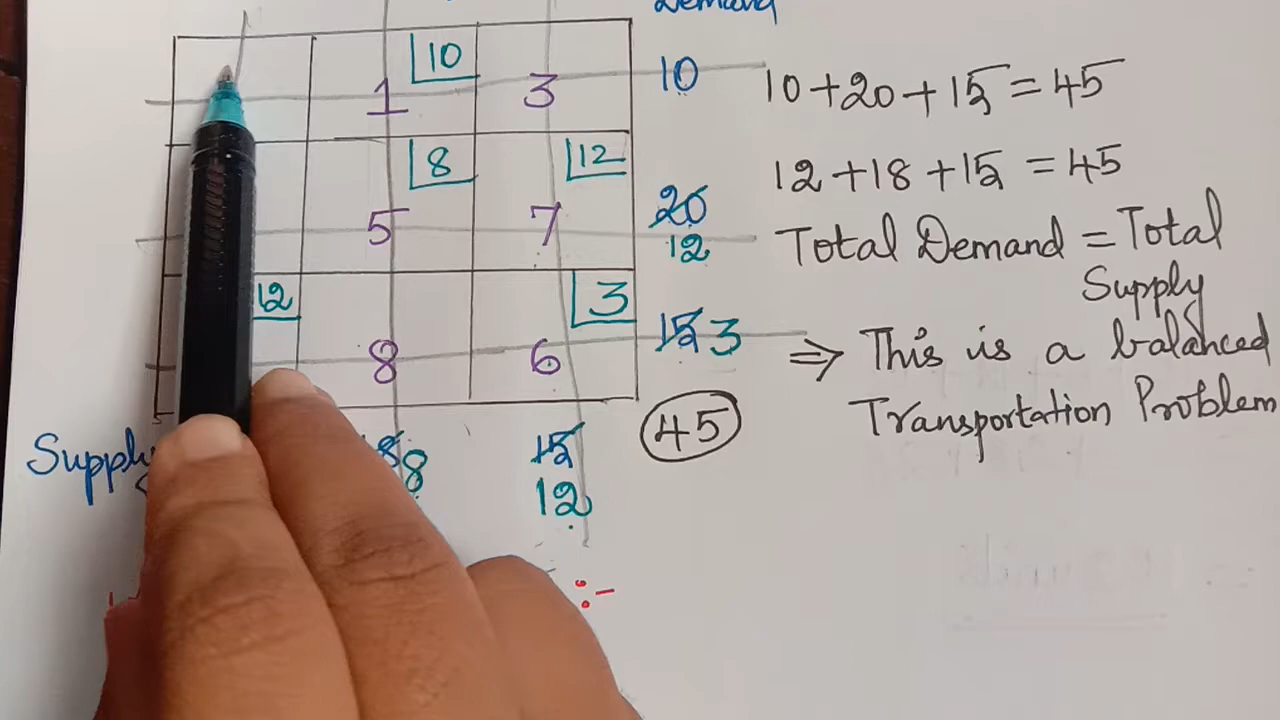 Demand
10
1 3 10
10+20+15=45
8 12
12+18+15=45
5 7 20
12
Total Demand = Total
Supply
12 3
8 6 15 3
⇒ This is a balanced
Transportation Problem
45
Supply 8 15
12
:-